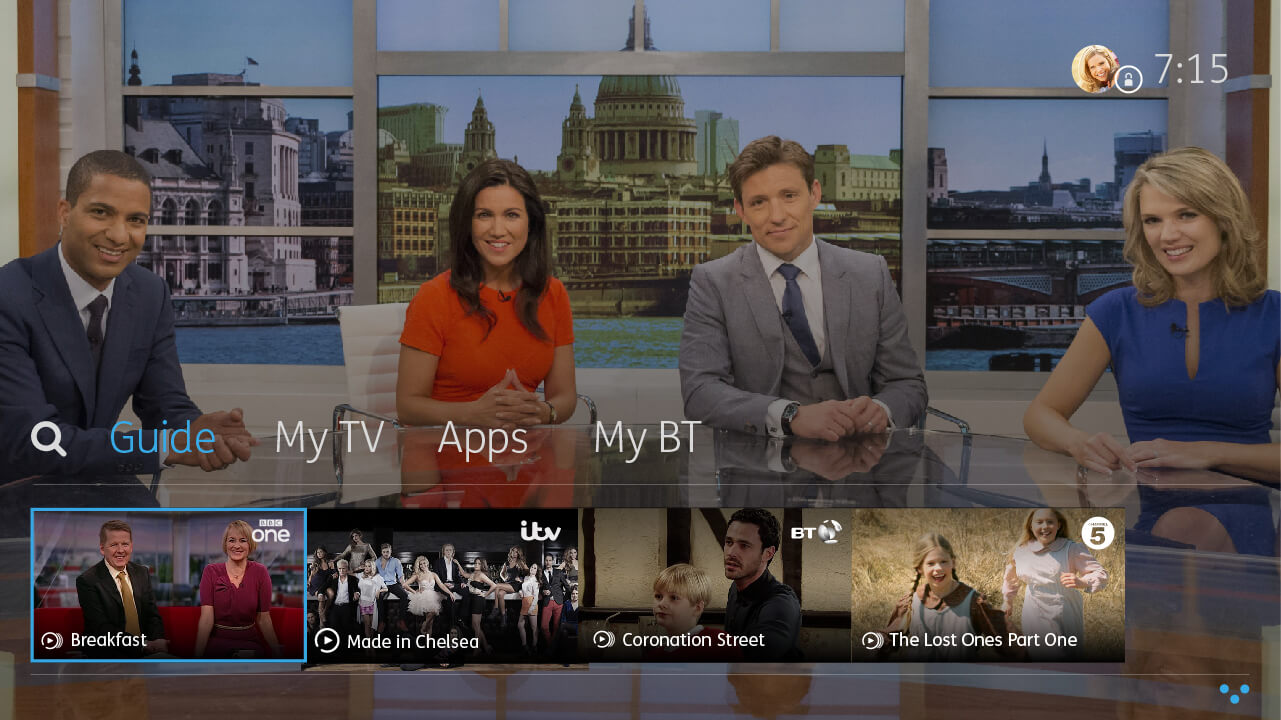 7:15
Guide
My TV
Apps
My BT
BBC
one
itv
BT
CHANNEL
5
Breakfast
Made in Chelsea
Coronation Street
The Lost Ones Part One